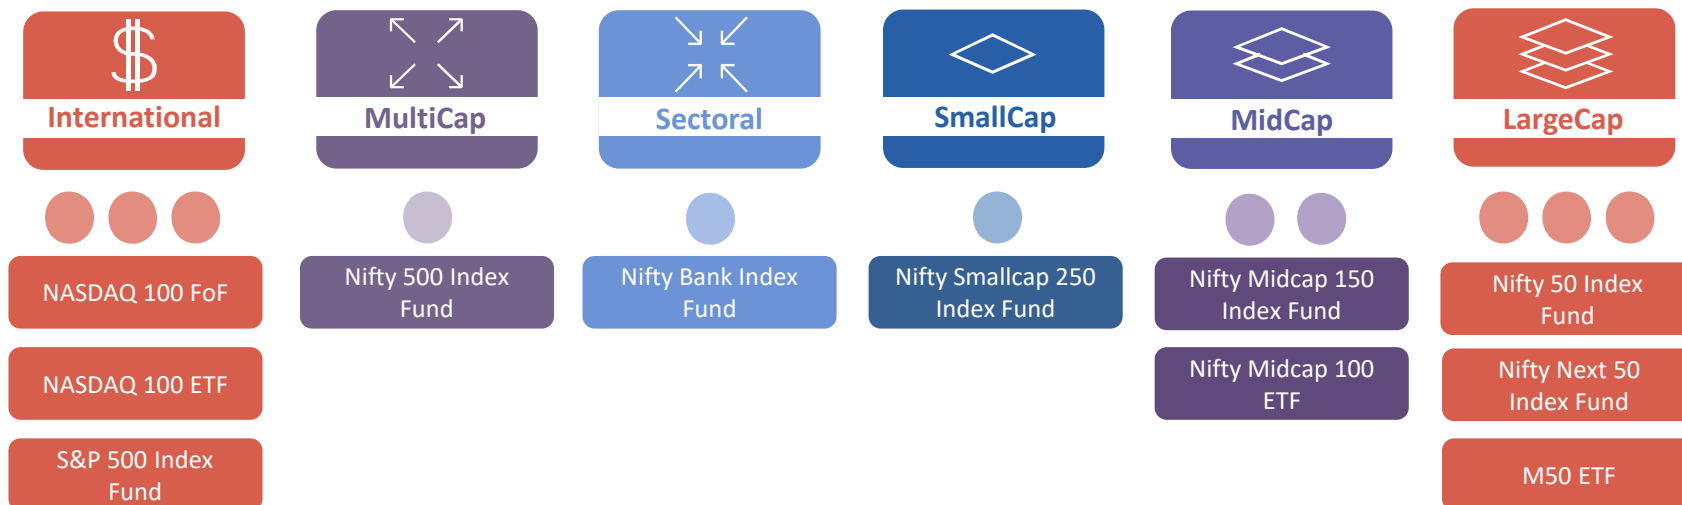 International
MultiCap
Sectoral
SmallCap
MidCap
LargeCap
NASDAQ 100 FoF
NASDAQ 100 ETF
S&P 500 Index
Fund
Nifty 500 Index
Fund
Nifty Bank Index
Fund
Nifty Smallcap 250
Index Fund
Nifty Midcap 150
Index Fund
Nifty Midcap 100
ETF
Nifty 50 Index
Fund
Nifty Next 50
Index Fund
M50 ETF